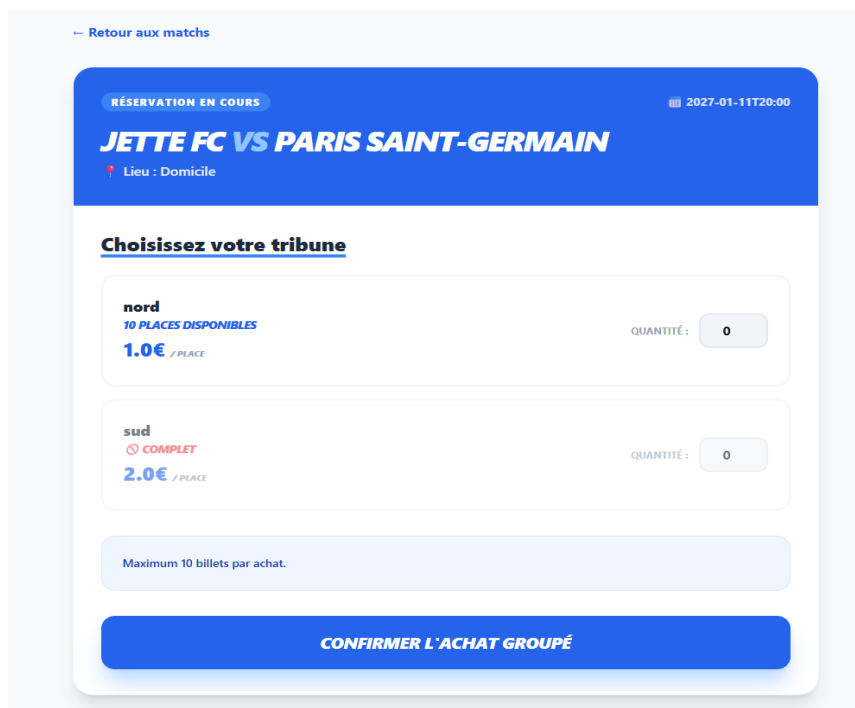 ← Retour aux matchs
RÉSERVATION EN COURS
2027-01-11T20:00
JETTE FC VS PARIS SAINT-GERMAIN
Lieu : Domicile
Choisissez votre tribune
nord
10 PLACES DISPONIBLES
1.0€ / PLACE
QUANTITÉ : 0
sud
COMPLET
2.0€ / PLACE
QUANTITÉ : 0
Maximum 10 billets par achat.
CONFIRMER L'ACHAT GROUPÉ